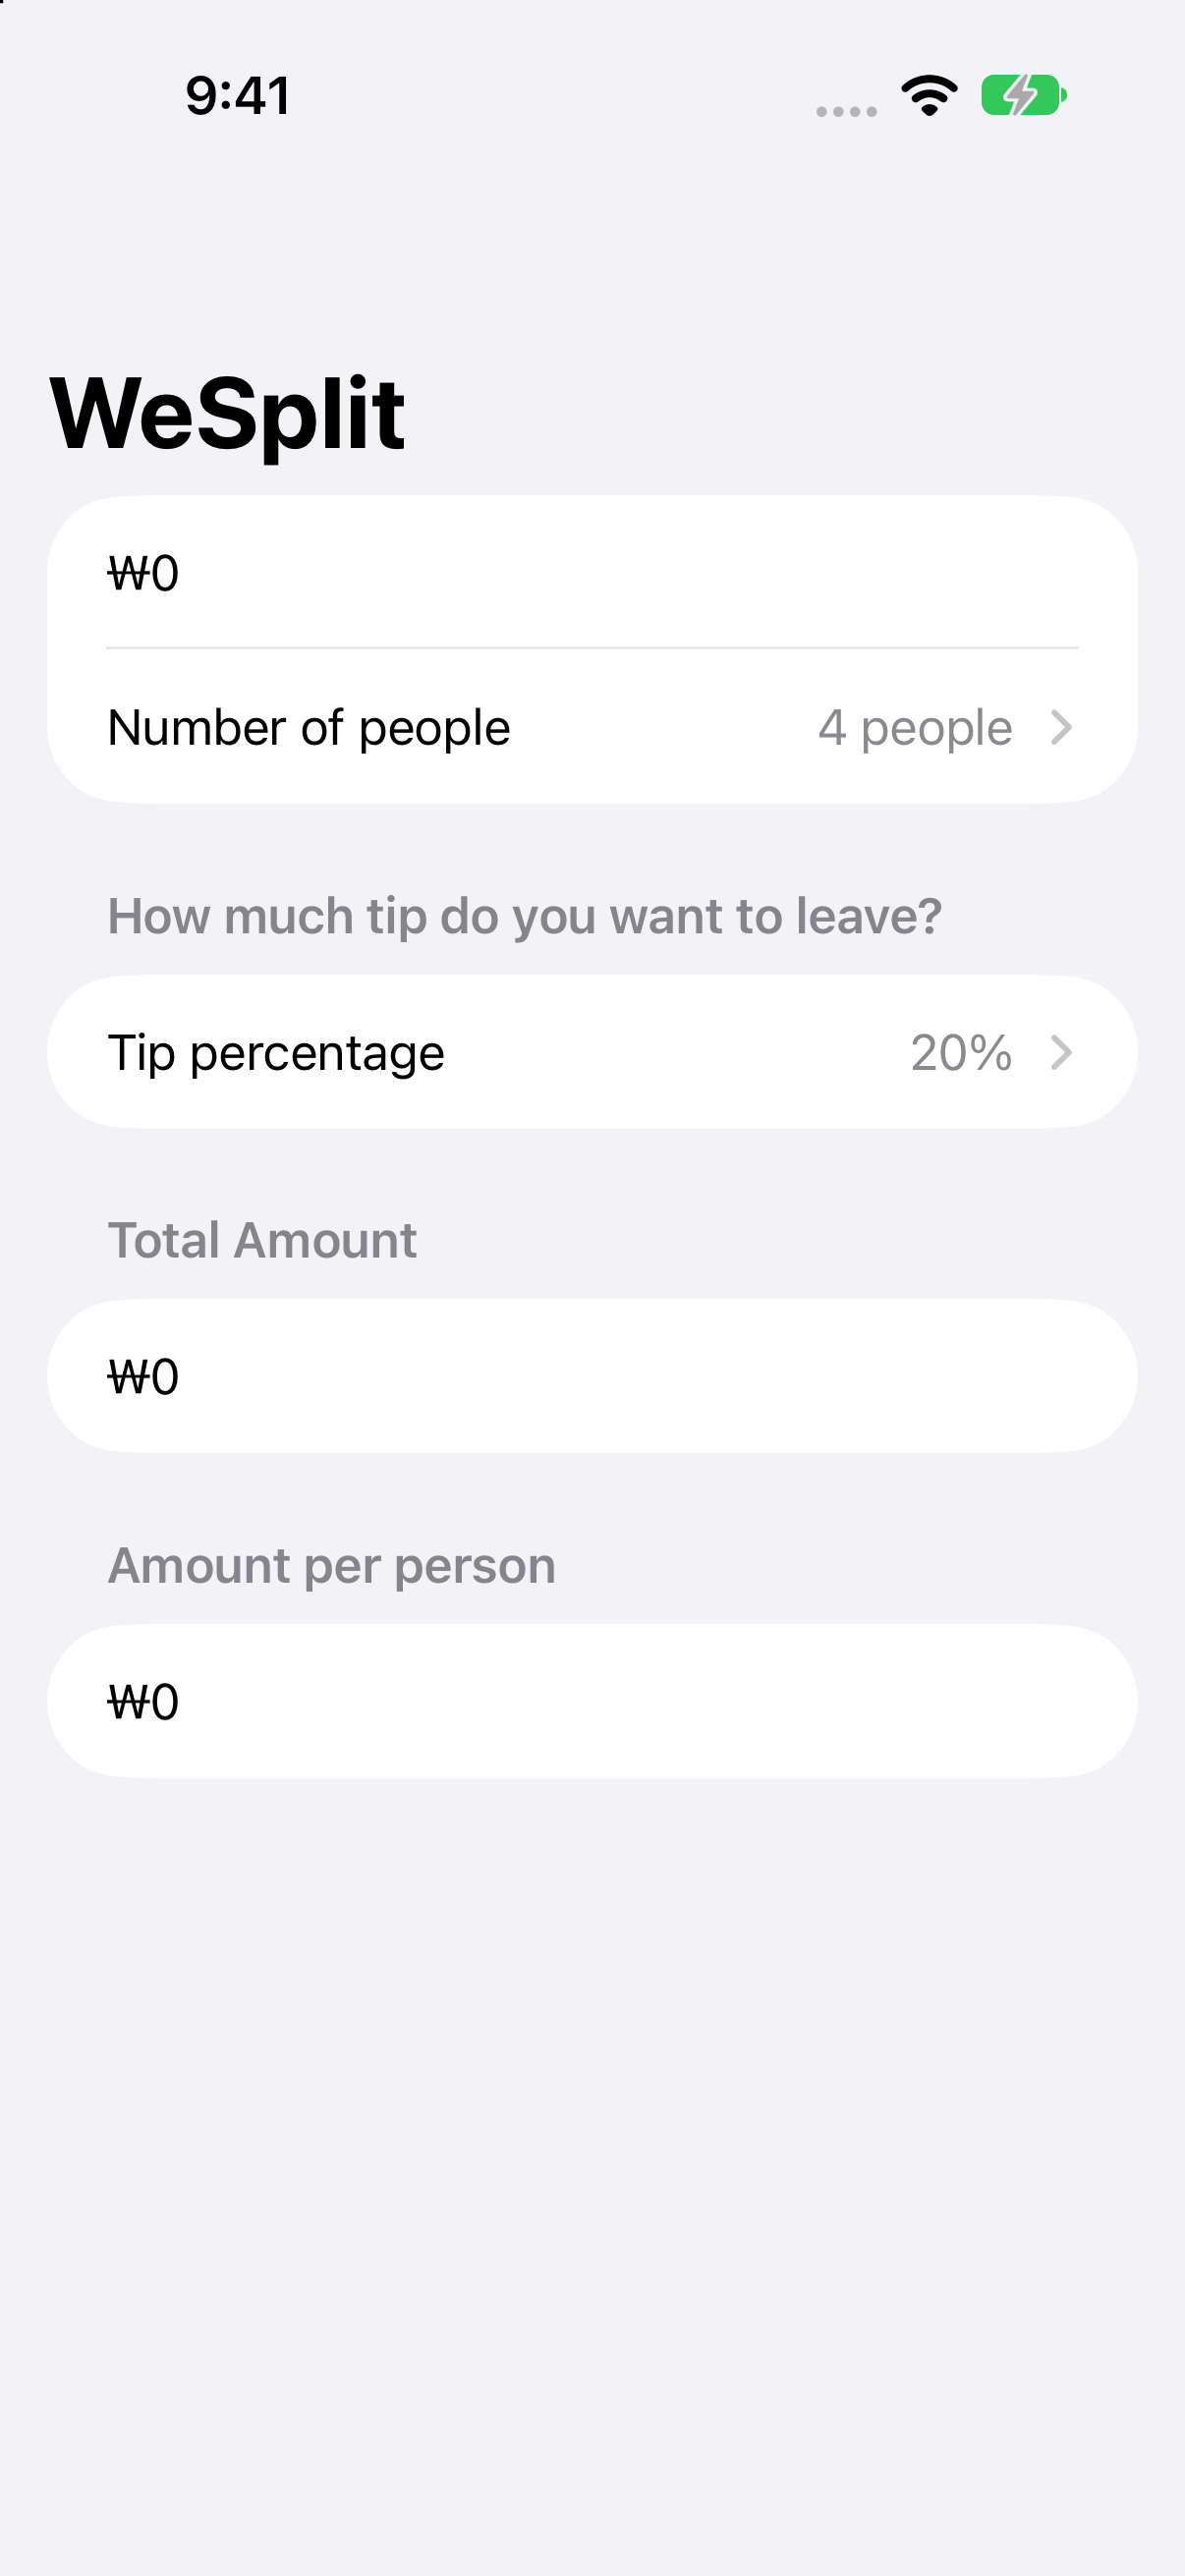 9:41
WeSplit
₩0
Number of people 4 people
How much tip do you want to leave?
Tip percentage 20%
Total Amount
₩0
Amount per person
₩0